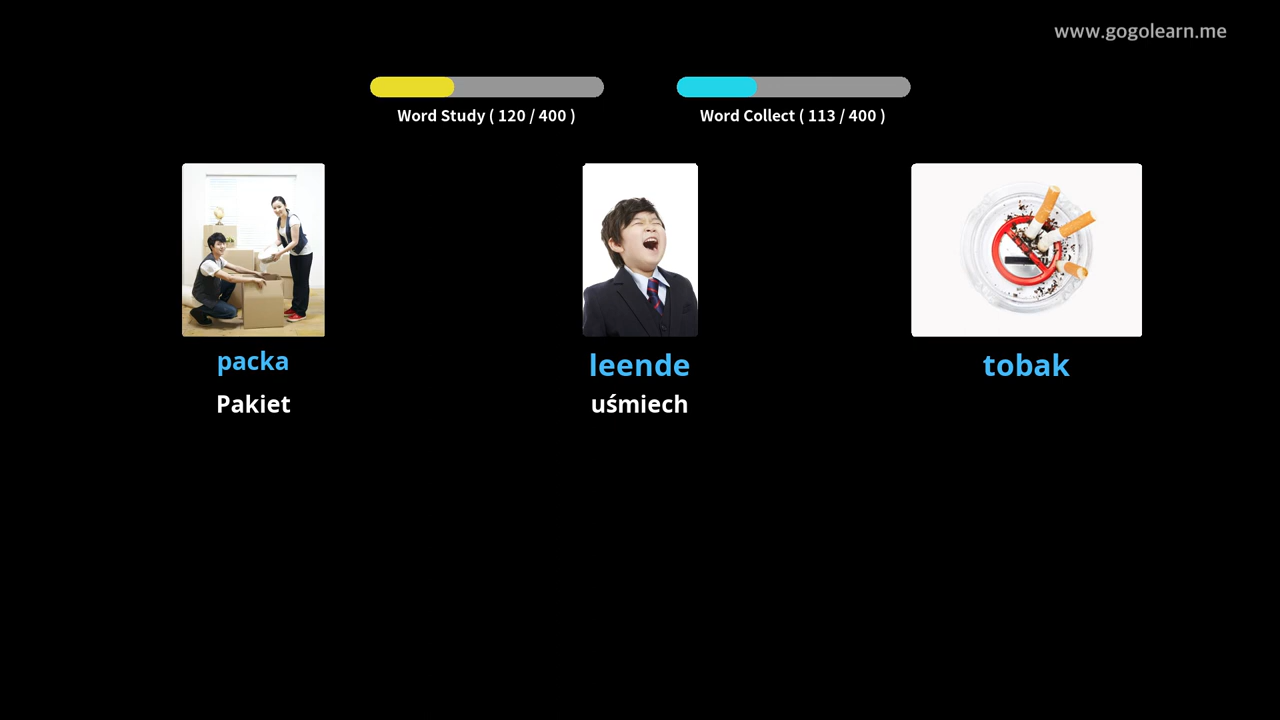 www.gogolearn.me
Word Study ( 120 / 400 )
Word Collect ( 113 / 400 )
packa
leende
tobak
Pakiet
uśmiech